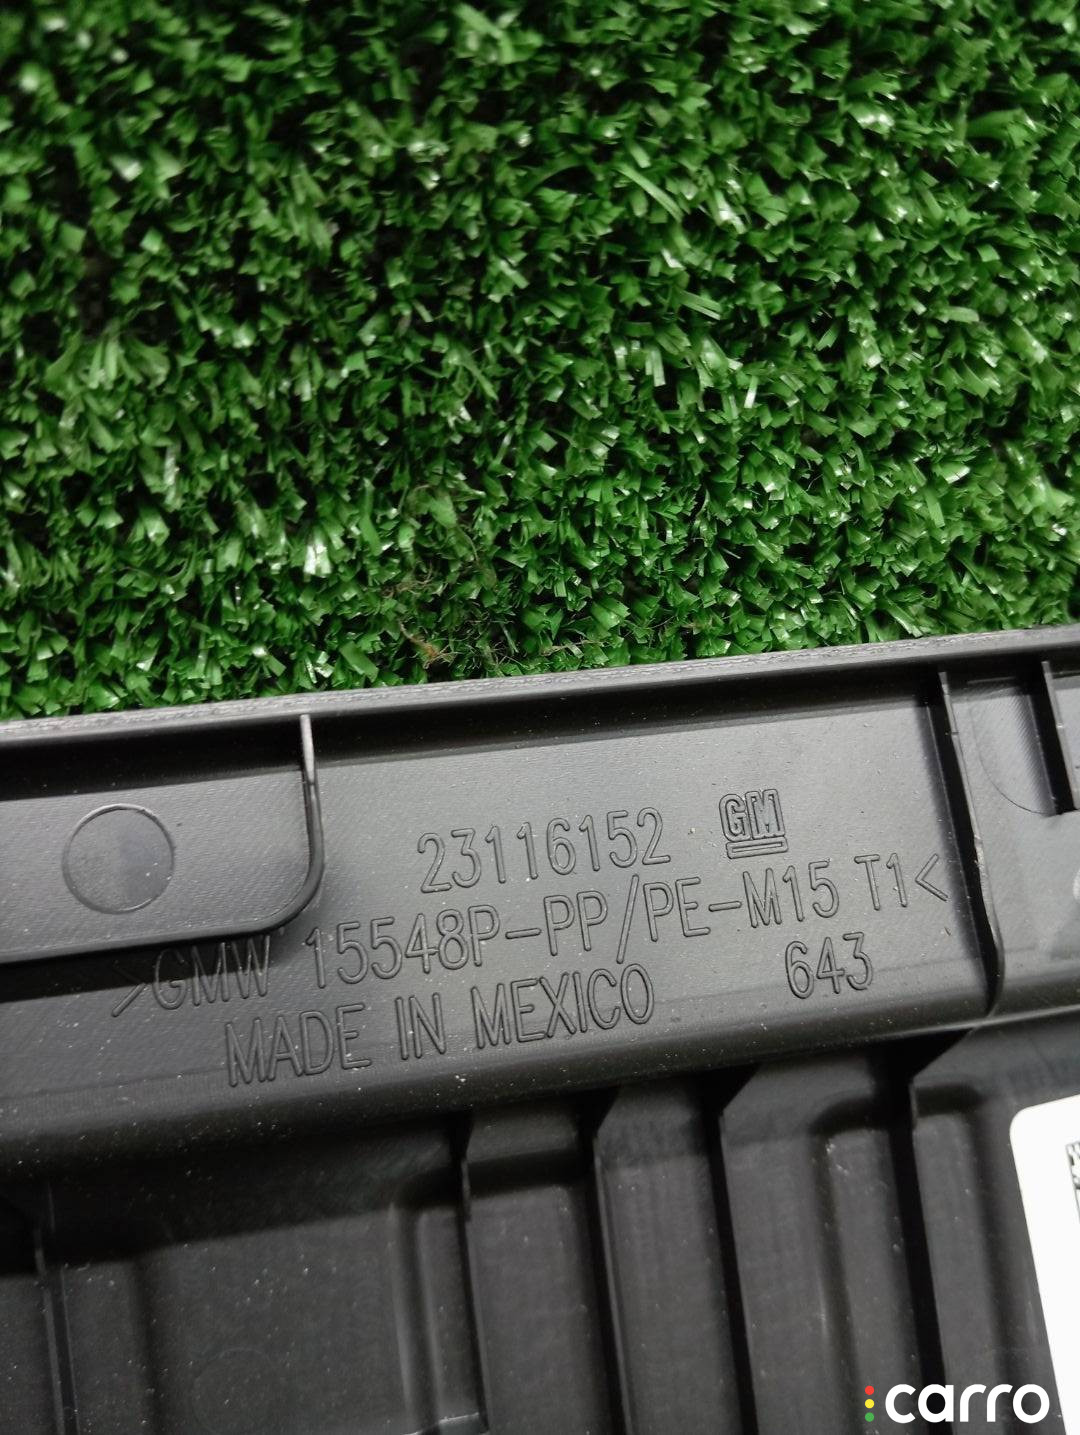 23116152 GM
>GMW 15548P-PP/PE-M15 T1<
MADE IN MEXICO 643
carro